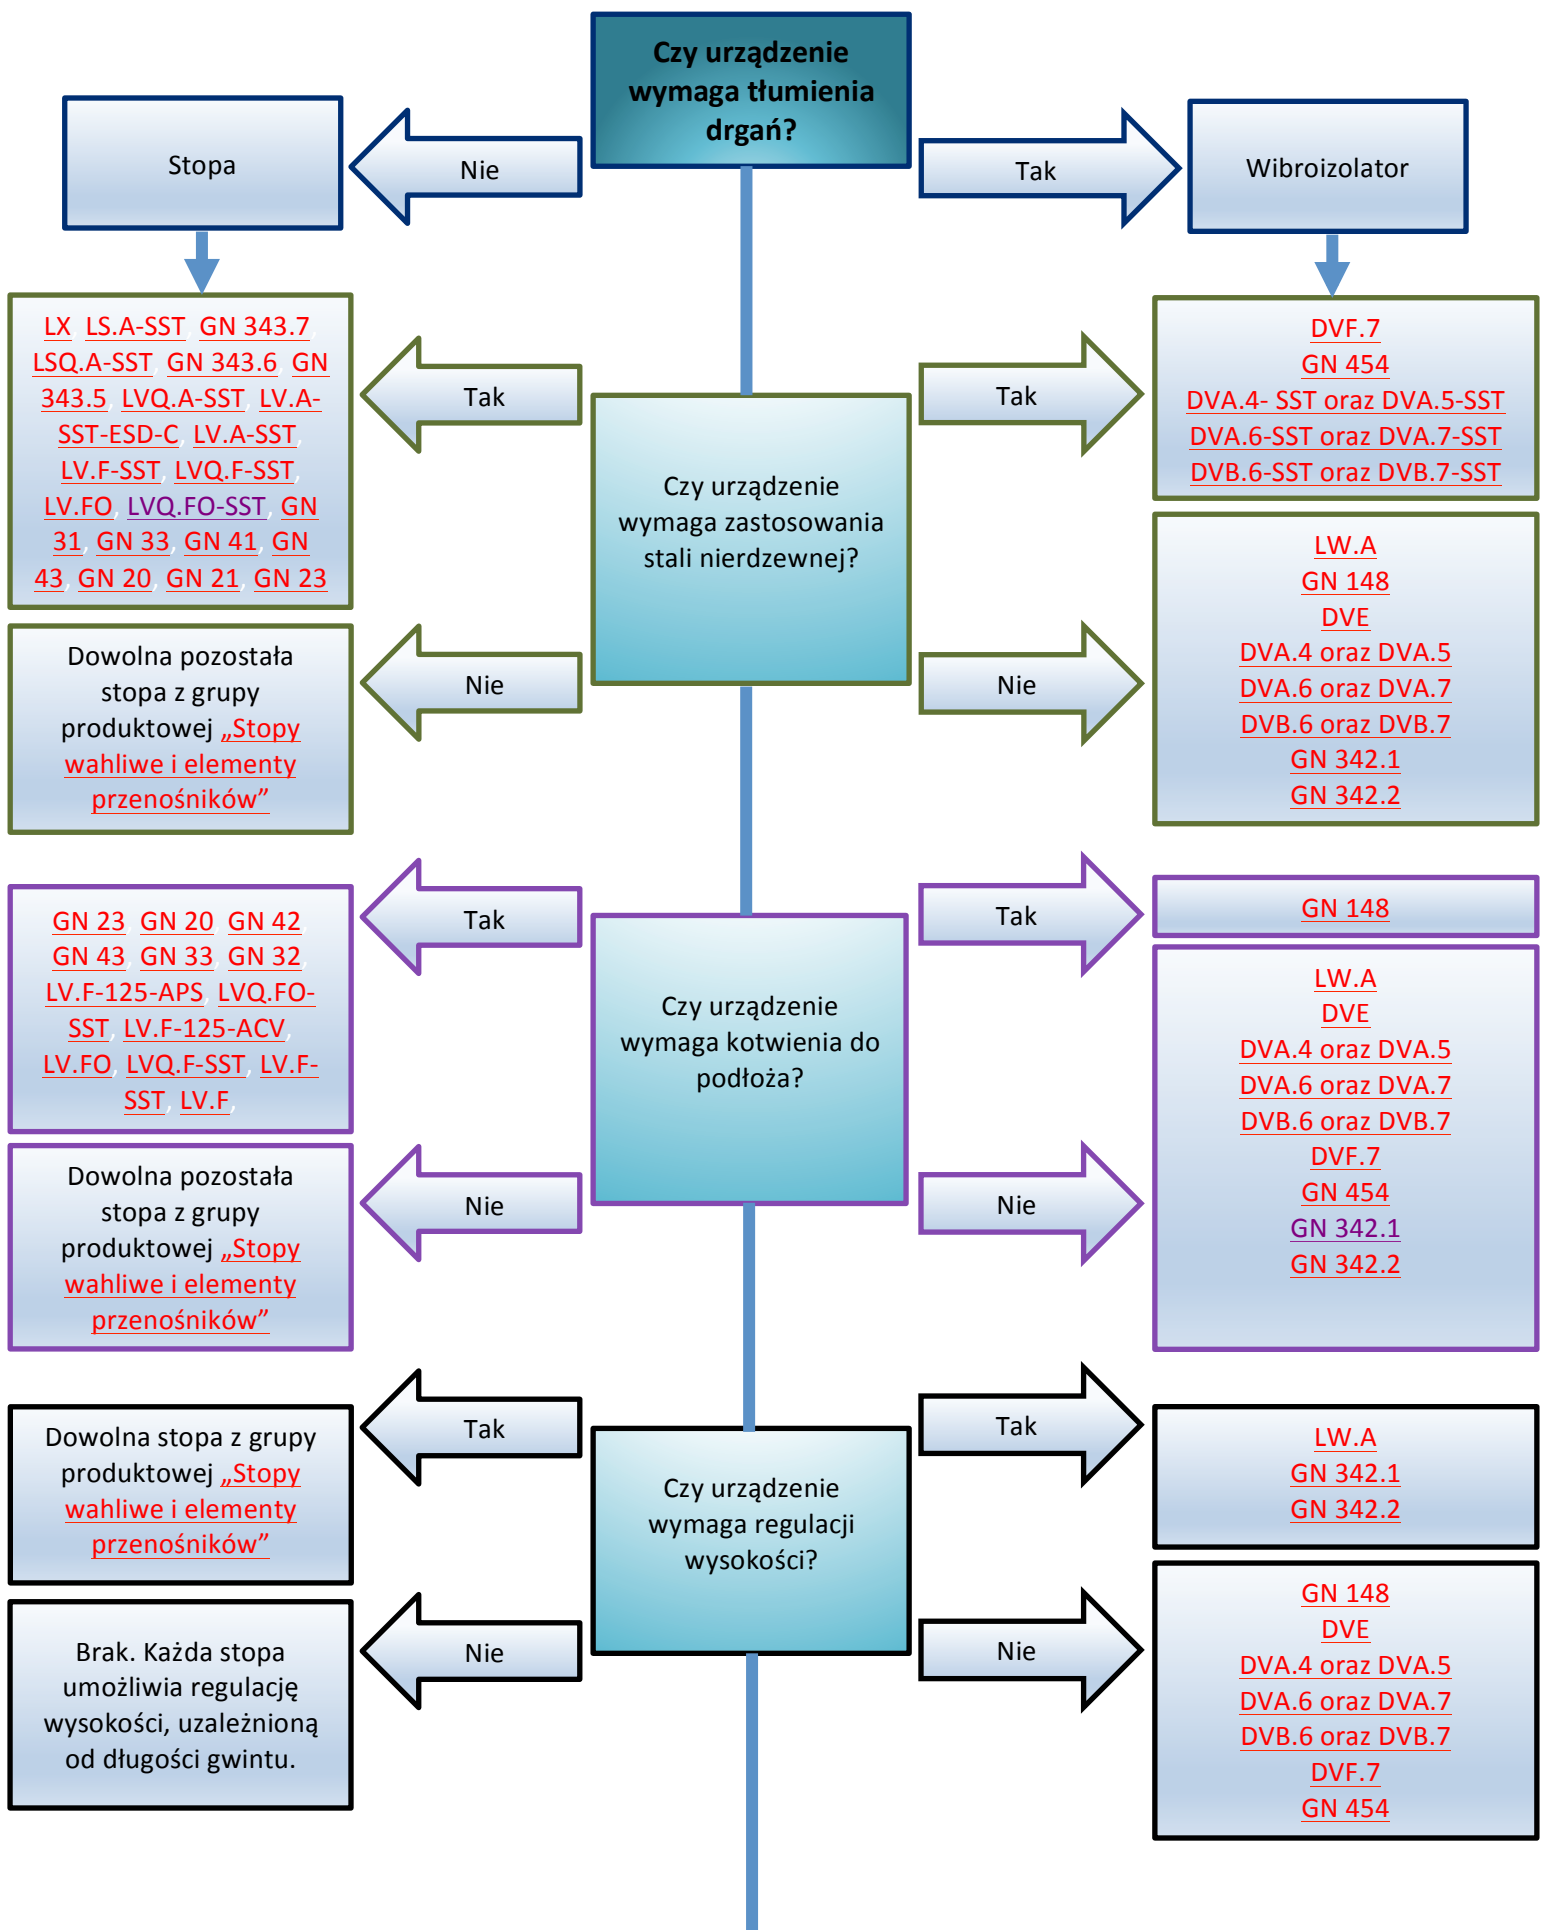 Czy urządzenie
wymaga tłumienia
drgań?
Stopa
Nie
Tak
Wibroizolator
LX, LS.A-SST, GN 343.7,
LSQ.A-SST, GN 343.6, GN
343.5, LVQ.A-SST, LV.A-
SST-ESD-C, LV.A-SST,
LV.F-SST, LVQ.F-SST,
LV.FO, LVQ.FO-SST, GN
31, GN 33, GN 41, GN
43, GN 20, GN 21, GN 23
Tak
Czy urządzenie
wymaga zastosowania
stali nierdzewnej?
Tak
DVF.7
GN 454
DVA.4- SST oraz DVA.5-SST
DVA.6-SST oraz DVA.7-SST
DVB.6-SST oraz DVB.7-SST
Dowolna pozostała
stopa z grupy
produktowej „Stopy
wahliwe i elementy
przenośników”
Nie
Nie
LW.A
GN 148
DVE
DVA.4 oraz DVA.5
DVA.6 oraz DVA.7
DVB.6 oraz DVB.7
GN 342.1
GN 342.2
GN 23, GN 20, GN 42,
GN 43, GN 33, GN 32,
LV.F-125-APS, LVQ.FO-
SST, LV.F-125-ACV,
LV.FO, LVQ.F-SST, LV.F-
SST, LV.F,
Tak
Czy urządzenie
wymaga kotwienia do
podłoża?
Tak
GN 148
Dowolna pozostała
stopa z grupy
produktowej „Stopy
wahliwe i elementy
przenośników”
Nie
Nie
LW.A
DVE
DVA.4 oraz DVA.5
DVA.6 oraz DVA.7
DVB.6 oraz DVB.7
DVF.7
GN 454
GN 342.1
GN 342.2
Dowolna stopa z grupy
produktowej „Stopy
wahliwe i elementy
przenośników”
Tak
Czy urządzenie
wymaga regulacji
wysokości?
Tak
LW.A
GN 342.1
GN 342.2
Brak. Każda stopa
umożliwia regulację
wysokości, uzależnioną
od długości gwintu.
Nie
Nie
GN 148
DVE
DVA.4 oraz DVA.5
DVA.6 oraz DVA.7
DVB.6 oraz DVB.7
DVF.7
GN 454